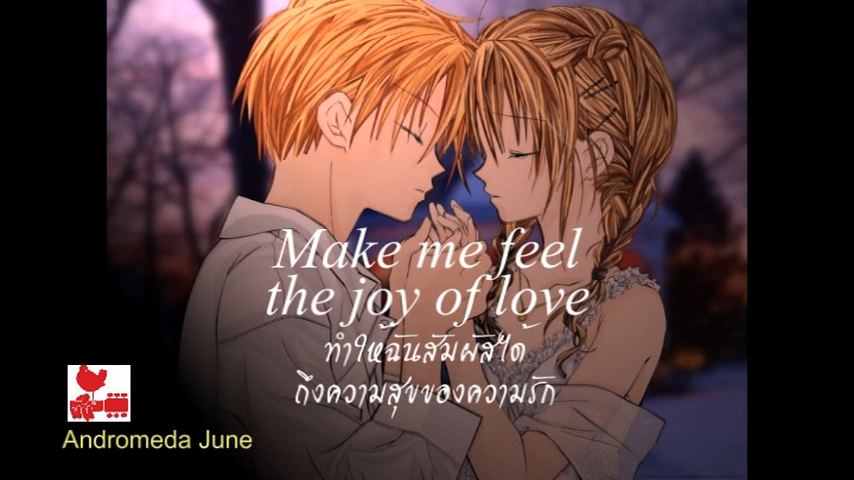 Make me feel
the joy of love
ทำให้ฉันสัมผัสได้
ถึงความสุขของความรัก
Andromeda June